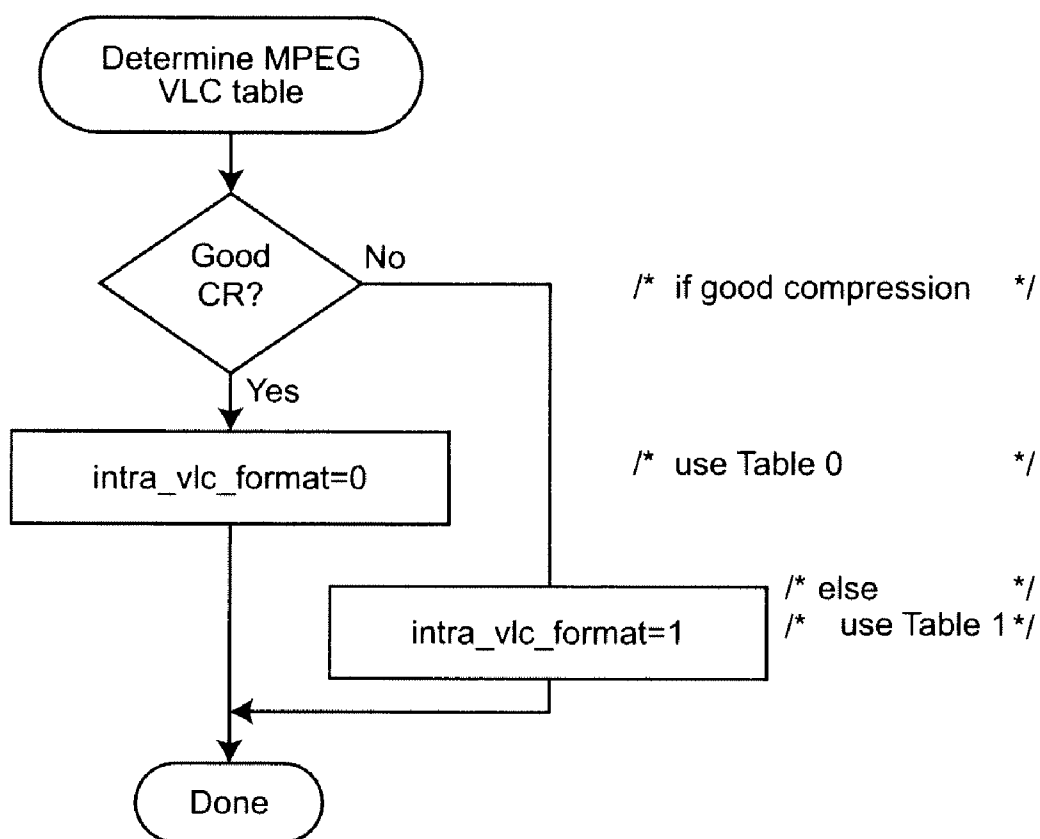 Determine MPEG
VLC table
Good
CR?
No
/* if good compression */
Yes
intra_vlc_format=0
/* use Table 0 */
/* else */
intra_vlc_format=1
/* use Table 1 */
Done